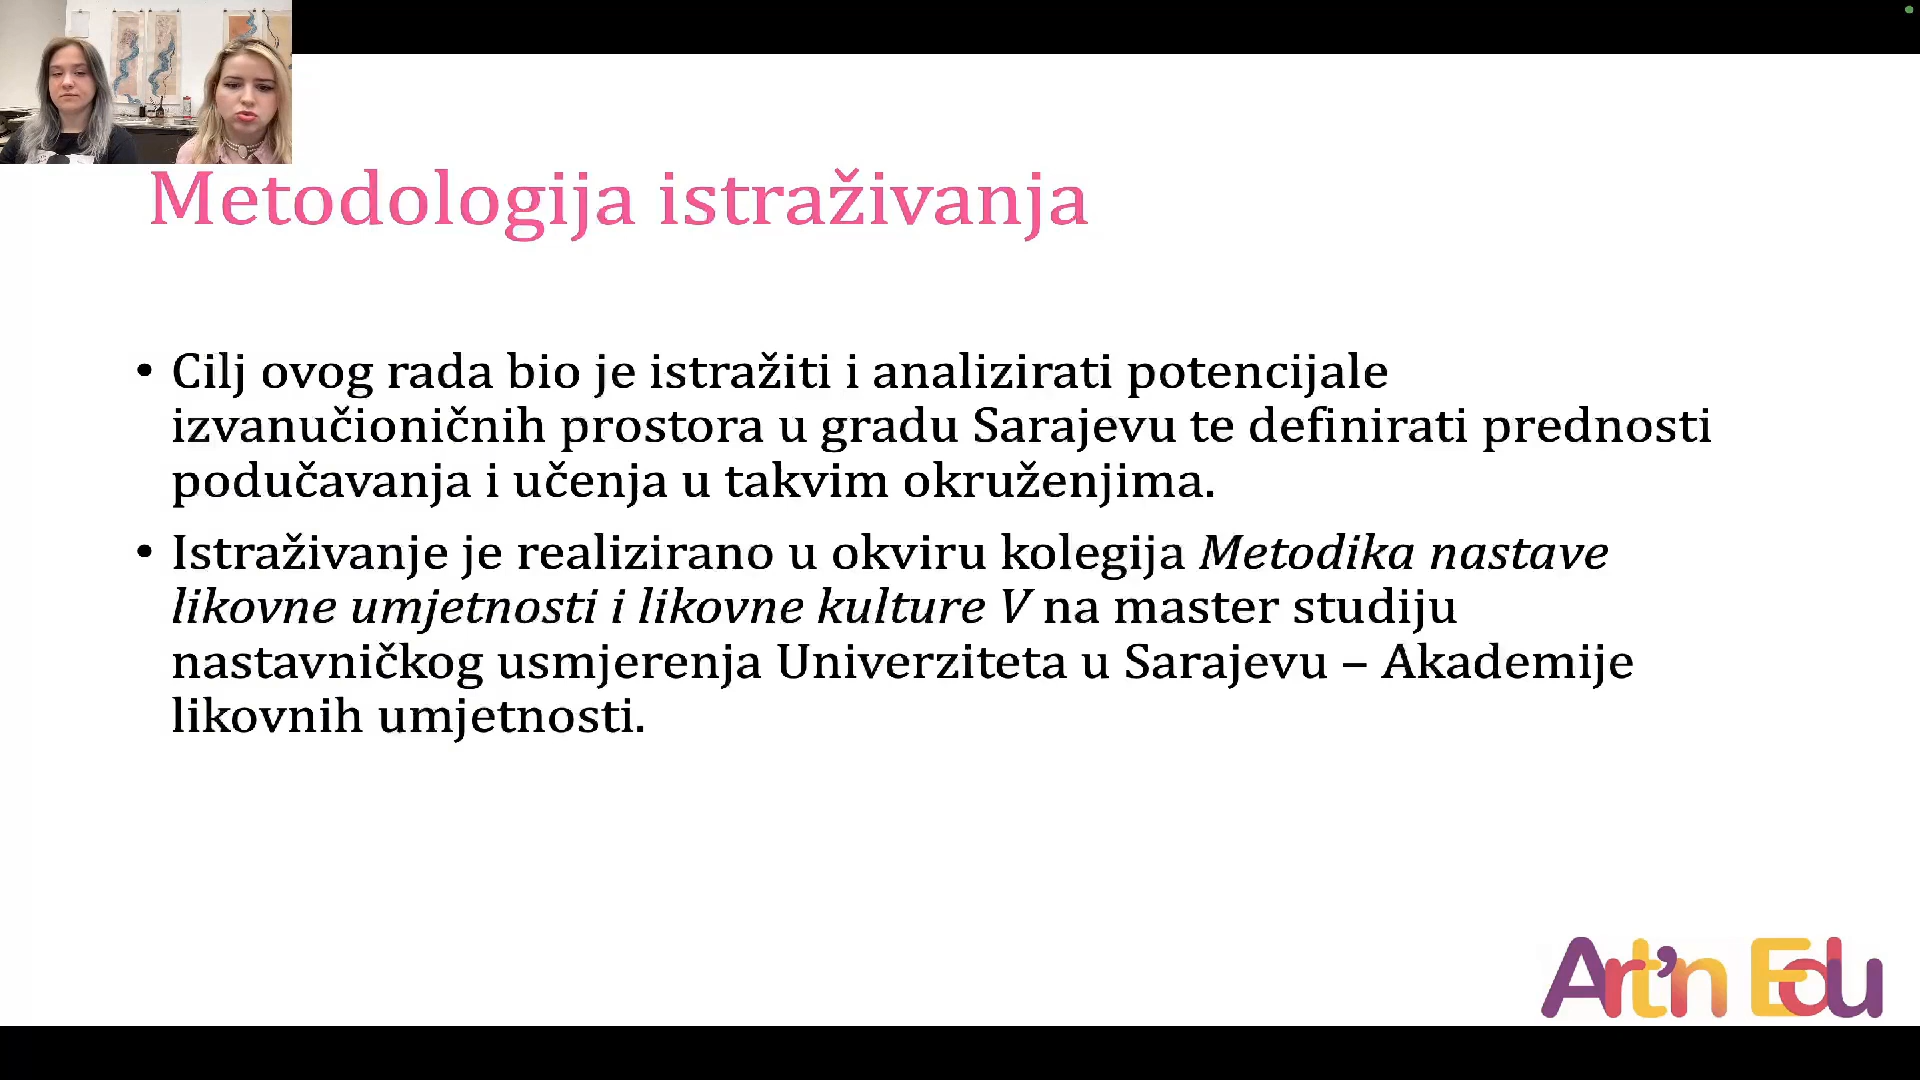 Metodologija istraživanja
• Cilj ovog rada bio je istražiti i analizirati potencijale
izvanučioničnih prostora u gradu Sarajevu te definirati prednosti
podučavanja i učenja u takvim okruženjima.
• Istraživanje je realizirano u okviru kolegija Metodika nastave
likovne umjetnosti i likovne kulture V na master studiju
nastavničkog usmjerenja Univerziteta u Sarajevu – Akademije
likovnih umjetnosti.
Art'n Edu